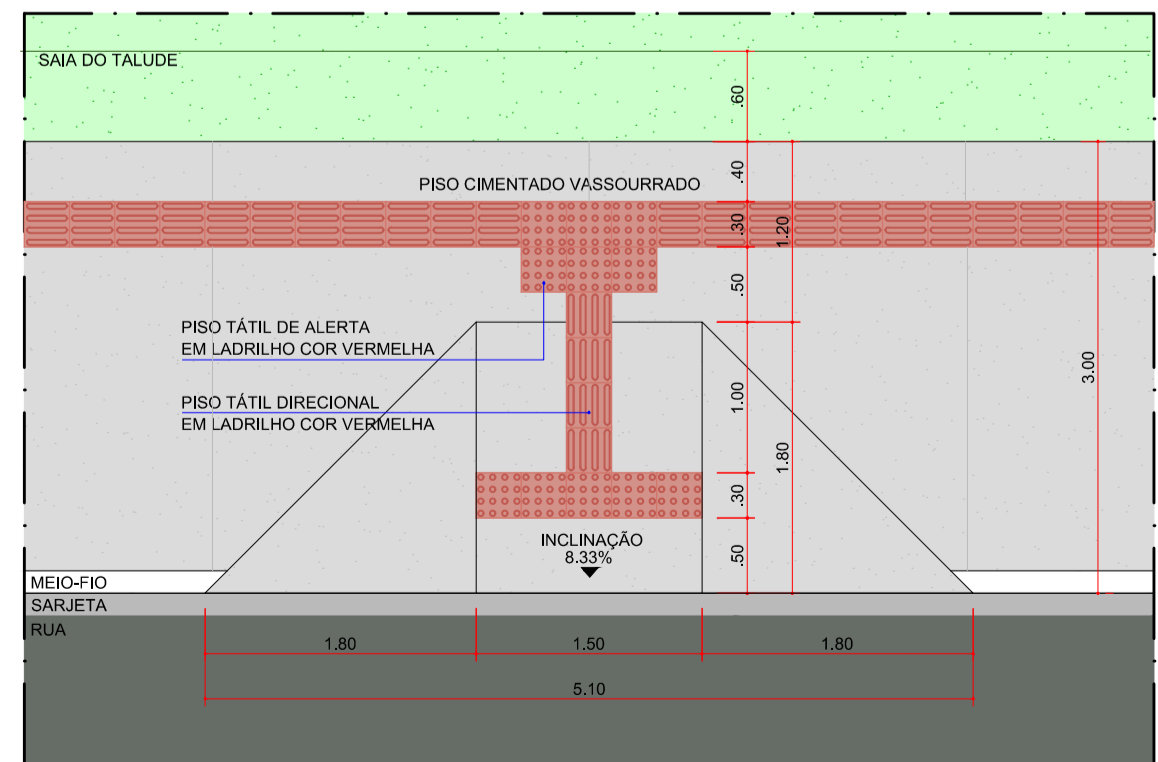 SAIA DO TALUDE
.60
PISO CIMENTADO VASSOURRADO
.40
.30
1.20
.50
PISO TÁTIL DE ALERTA
EM LADRILHO COR VERMELHA
3.00
PISO TÁTIL DIRECIONAL
EM LADRILHO COR VERMELHA
1.00
1.80
.30
INCLINAÇÃO
8.33%
.50
MEIO-FIO
SARJETA
RUA
1.80
1.50
1.80
5.10